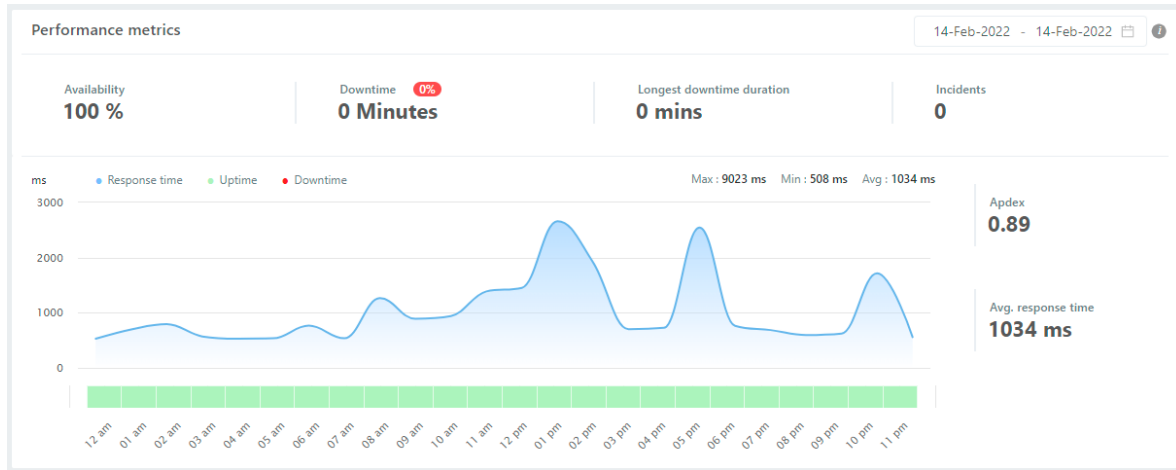 Performance metrics
14-Feb-2022 - 14-Feb-2022
Availability
100 %
Downtime 0%
0 Minutes
Longest downtime duration
0 mins
Incidents
0
ms
Response time
Uptime
Downtime
Max : 9023 ms Min : 508 ms Avg : 1034 ms
3000
2000
1000
0
12 am
01 am
02 am
03 am
04 am
05 am
06 am
07 am
08 am
09 am
10 am
11 am
12 pm
01 pm
02 pm
03 pm
04 pm
05 pm
06 pm
07 pm
08 pm
09 pm
10 pm
11 pm
Apdex
0.89
Avg. response time
1034 ms